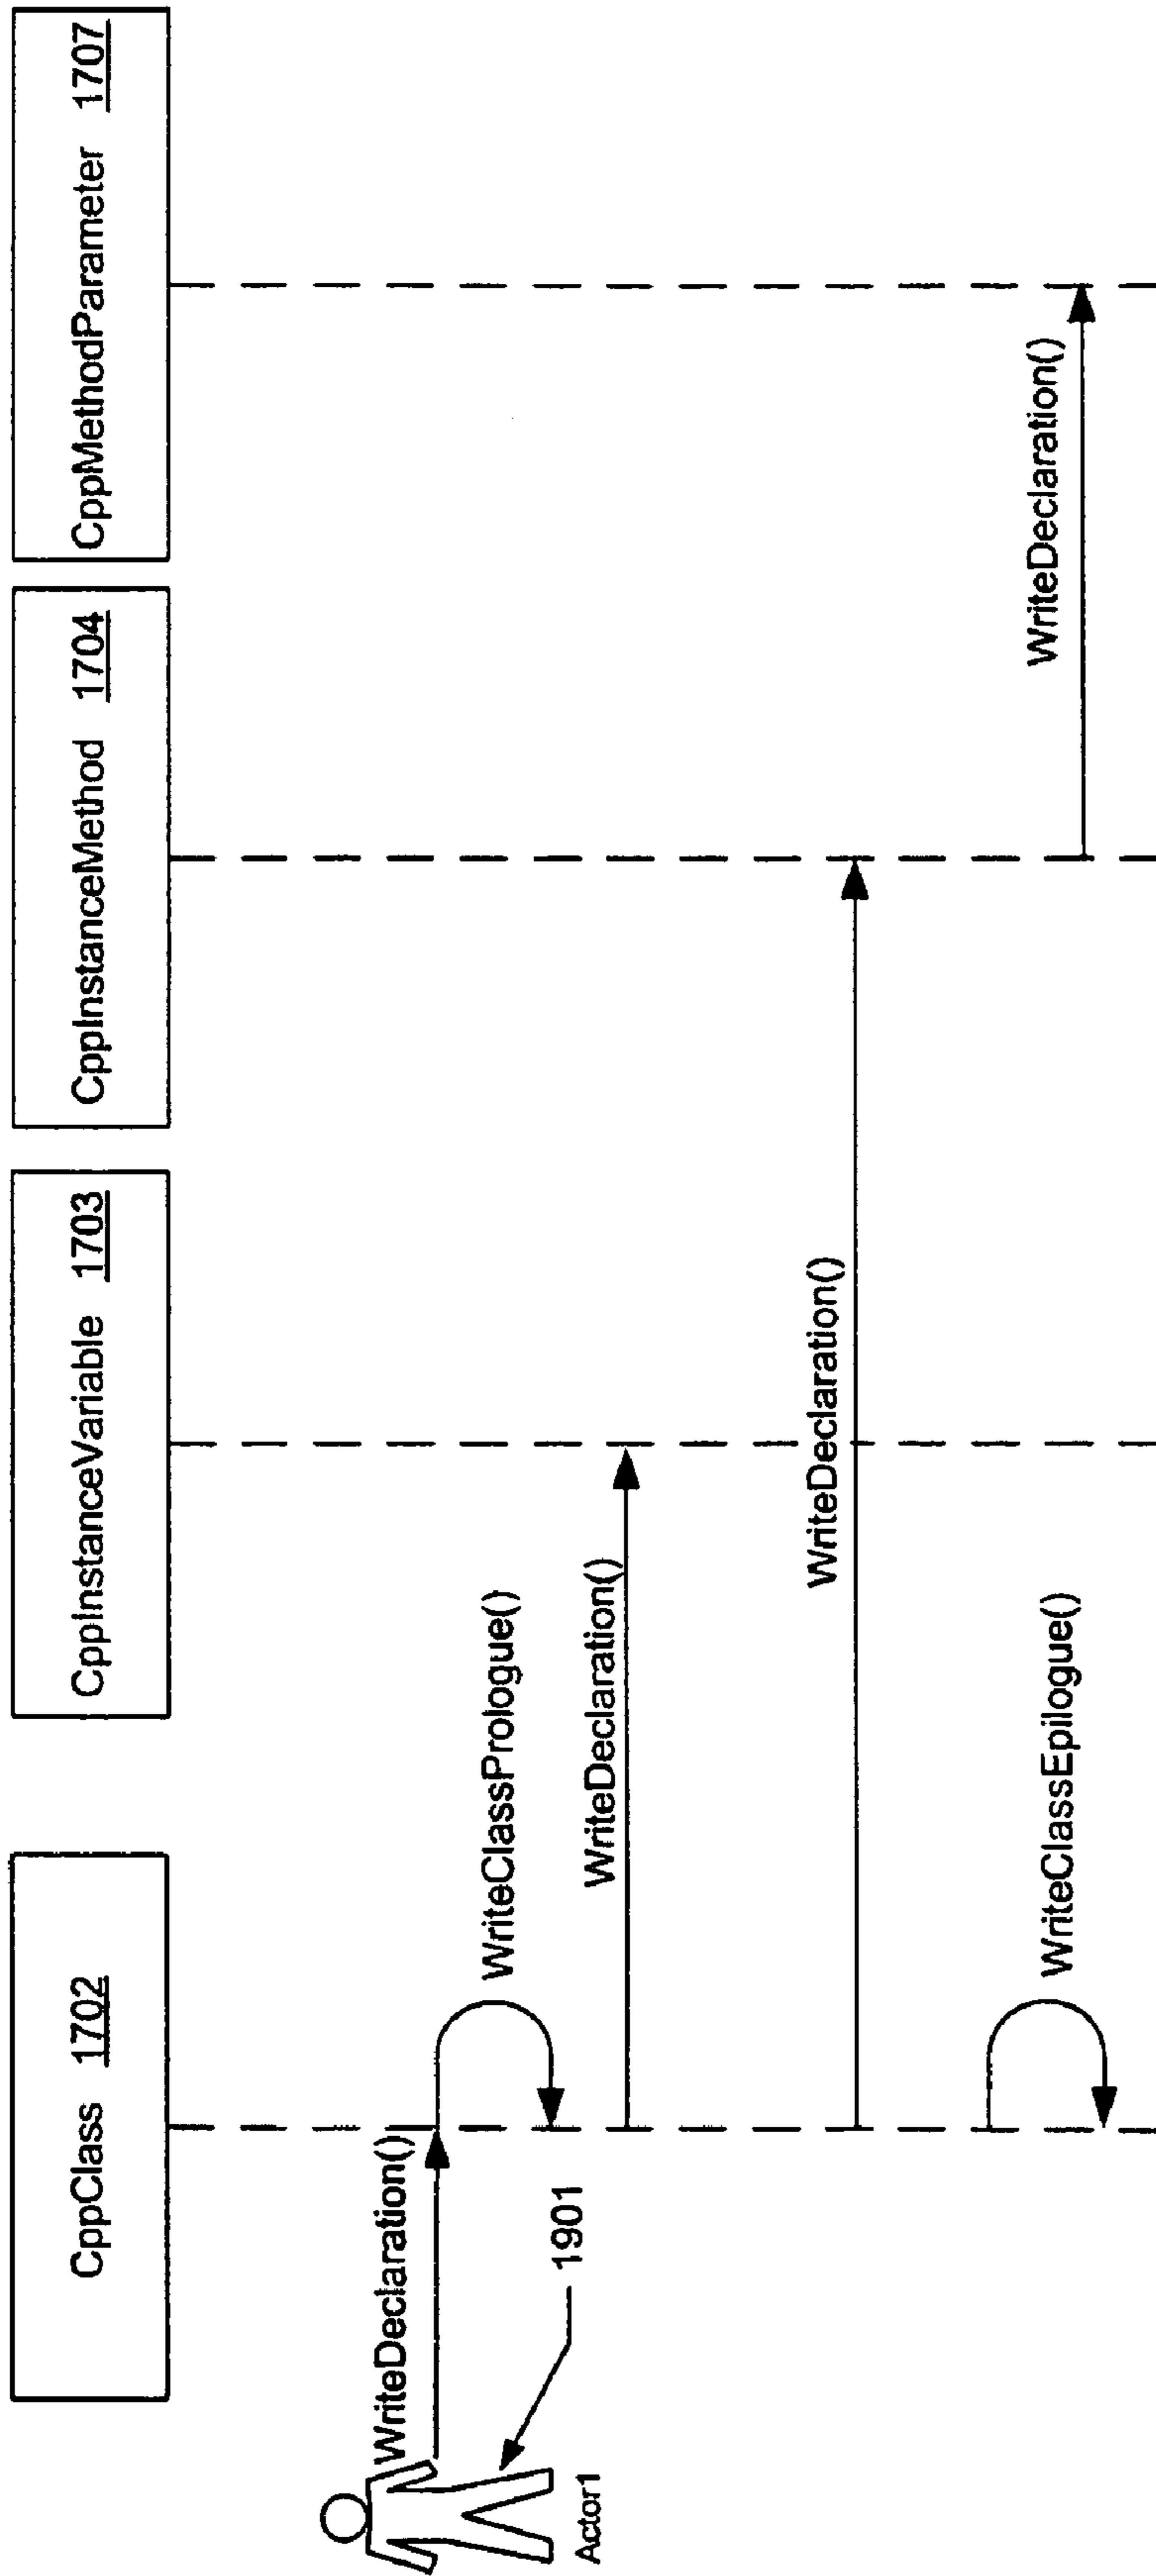 CppClass 1702
CppInstanceVariable 1703
CppInstanceMethod 1704
CppMethodParameter 1707
WriteDeclaration()
WriteClassPrologue()
1901
Actor1
WriteDeclaration()
WriteDeclaration()
WriteClassEpilogue()
WriteDeclaration()